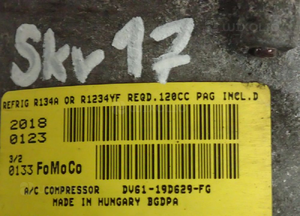 Skv 17
REFRIG R134A OR R1234YF REQD.120CC PAG INCL.D
2018
0123
3/2
0133 FoMoCo
A/C COMPRESSOR DV61-19D629-FG
MADE IN HUNGARY BGDPA